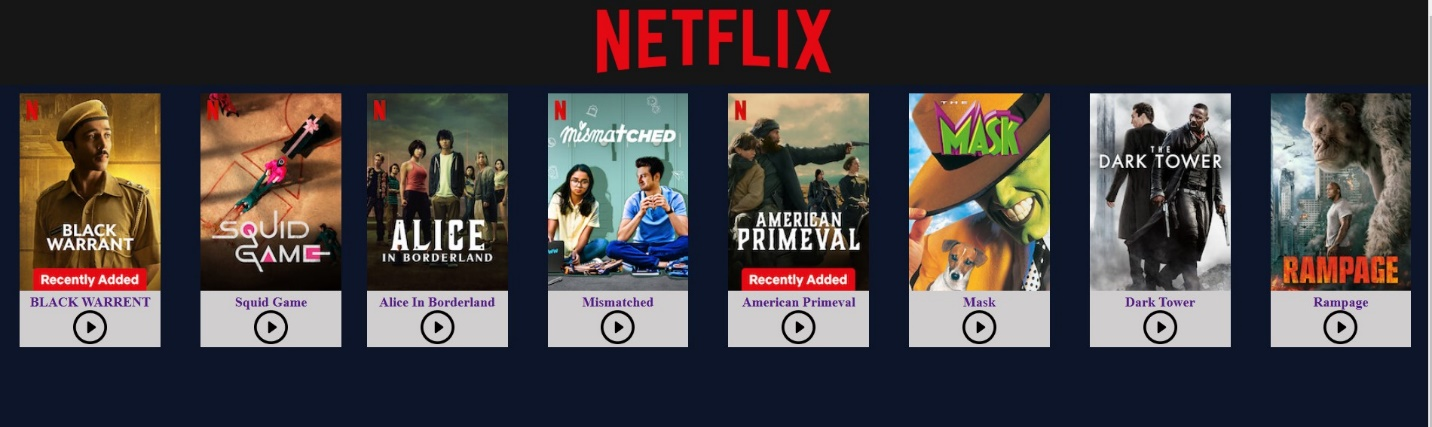 NETFLIX
N
BLACK
WARRANT
Recently Added
BLACK WARRENT
N
SQUID
GAME
Squid Game
N
ALICE
IN BORDERLAND
Alice In Borderland
N
mismatched
Mismatched
N
AMERICAN
PRIMEVAL
Recently Added
American Primeval
THE
MASK
Mask
THE
DARK TOWER
Dark Tower
RAMPAGE
Rampage